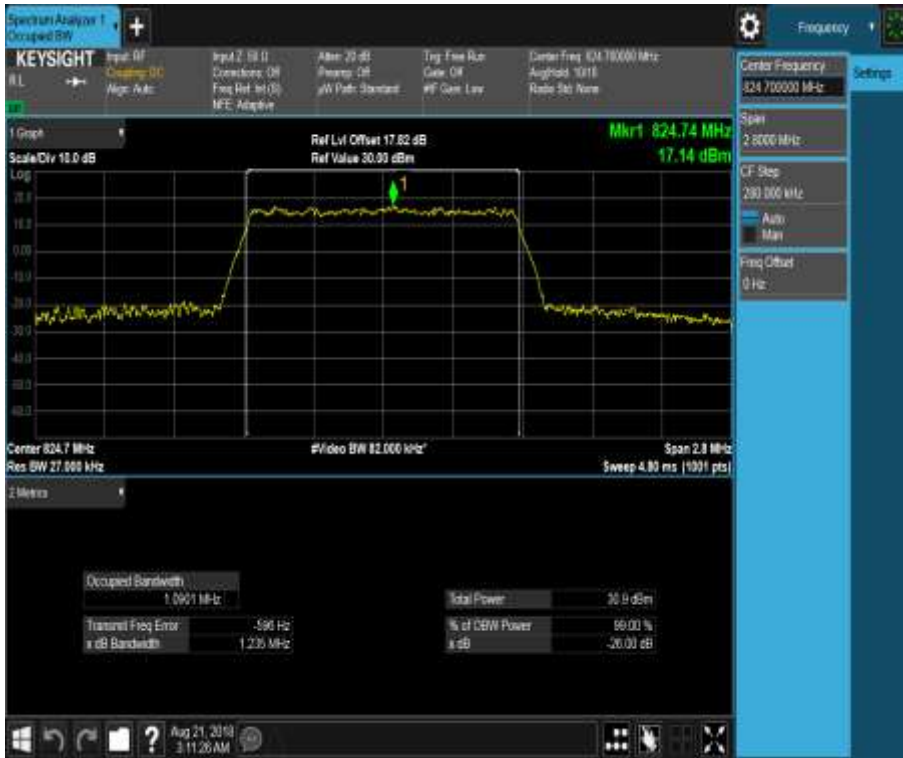 Spectrum Analyzer 1
Occupied BW
KEYSIGHT
Input: RF
Coupling: DC
Align: Auto
Input Z: 50 Ω
Corrections: Off
Freq Ref: Int (S)
NFE: Adaptive
Atten: 20 dB
Preamp: Off
µW Path: Standard
Trig: Free Run
Gate: Off
#IF Gain: Low
Center Freq: 824.700000 MHz
Avg|Hold: 10/10
Radio Std: None
1 Graph
Scale/Div 10.0 dB
Ref Lvl Offset 17.82 dB
Ref Value 30.00 dBm
Mkr1 824.74 MHz
17.14 dBm
Log
20.0
10.0
0.00
1
Center 824.7 MHz
Res BW 27.000 kHz
#Video BW 82.000 kHz*
Span 2.8 MHz
Sweep 4.80 ms (1001 pts)
2 Metrics
Occupied Bandwidth
1.0901 MHz
Transmit Freq Error -596 Hz
x dB Bandwidth 1.235 MHz
Total Power 30.9 dBm
% of OBW Power 99.00 %
x dB -26.00 dB
Aug 21, 2018
3:11:26 AM
Frequency
Center Frequency
824.700000 MHz
Settings
Span
2.8000 MHz
CF Step
280.000 kHz
Auto
Man
Freq Offset
0 Hz